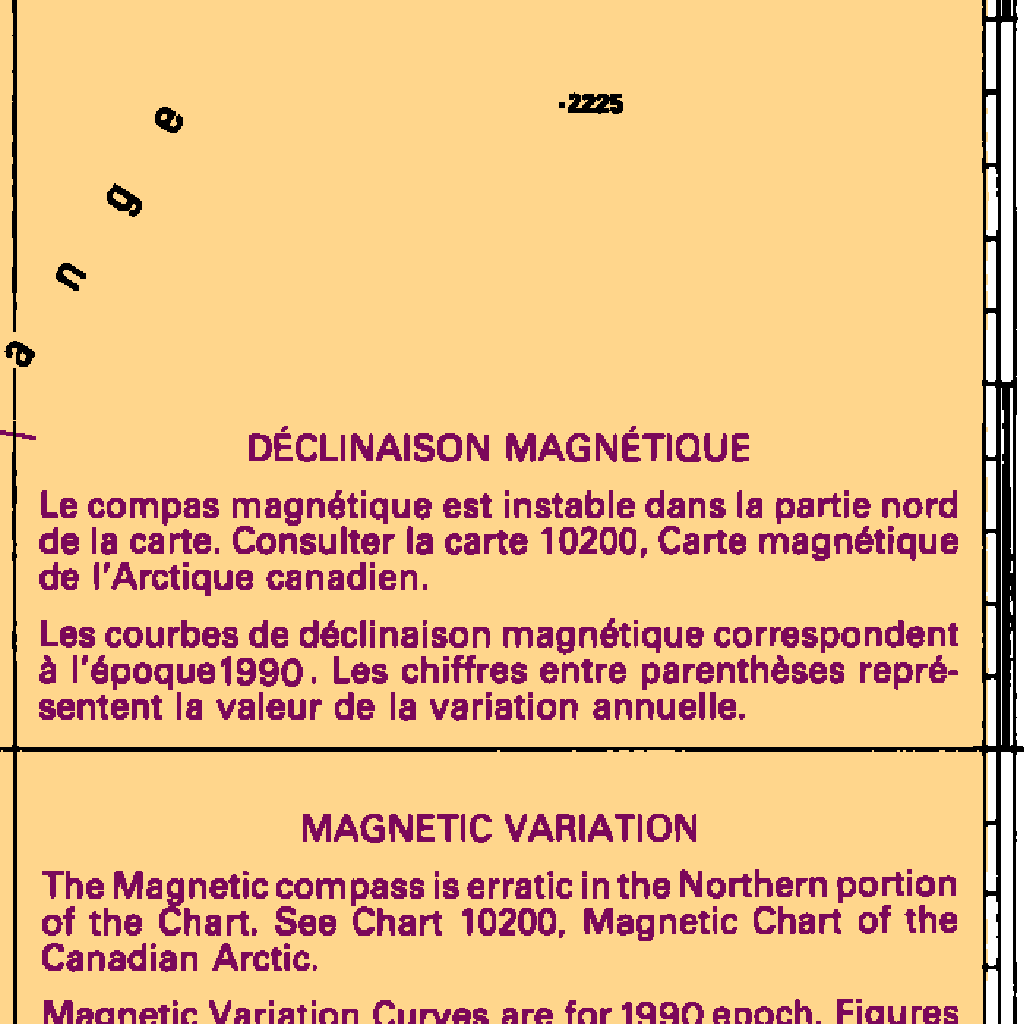 ange
2225
DÉCLINAISON MAGNÉTIQUE
Le compas magnétique est instable dans la partie nord
de la carte. Consulter la carte 10200, Carte magnétique
de l'Arctique canadien.
Les courbes de déclinaison magnétique correspondent
à l'époque1990. Les chiffres entre parenthèses repré-
sentent la valeur de la variation annuelle.
MAGNETIC VARIATION
The Magnetic compass is erratic in the Northern portion
of the Chart. See Chart 10200, Magnetic Chart of the
Canadian Arctic.
Magnetic Variation Curves are for 1990 epoch. Figures